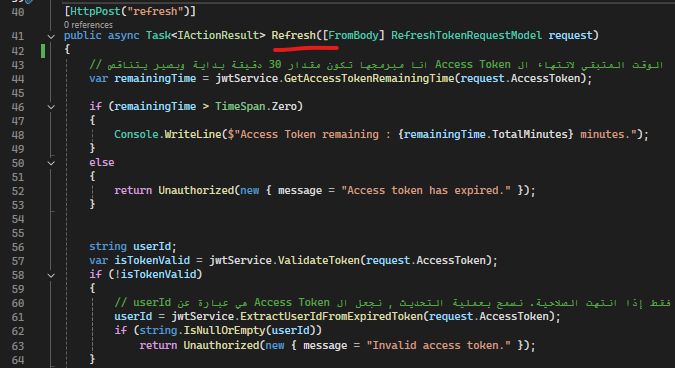 40 [HttpPost("refresh")]
0 references
41 public async Task<IActionResult> Refresh([FromBody] RefreshTokenRequestModel request)
42 {
43 // الوقت المتبقي لانتهاء ال Access Token انا مبرمجها تكون مقدار 30 دقيقة بداية وبصير يتناقص
44 var remainingTime = jwtService.GetAccessTokenRemainingTime(request.AccessToken);
45
46 if (remainingTime > TimeSpan.Zero)
47 {
48 Console.WriteLine($"Access Token remaining : {remainingTime.TotalMinutes} minutes.");
49 }
50 else
51 {
52 return Unauthorized(new { message = "Access token has expired." });
53 }
54
55
56 string userId;
57 var isTokenValid = jwtService.ValidateToken(request.AccessToken);
58 if (!isTokenValid)
59 {
60 // userId هي عبارة عن Access Token فقط إذا انتهت الصلاحية. نسمح بعملية التحديث , نجعل ال
61 userId = jwtService.ExtractUserIdFromExpiredToken(request.AccessToken);
62 if (string.IsNullOrEmpty(userId))
63 return Unauthorized(new { message = "Invalid access token." });
64 }